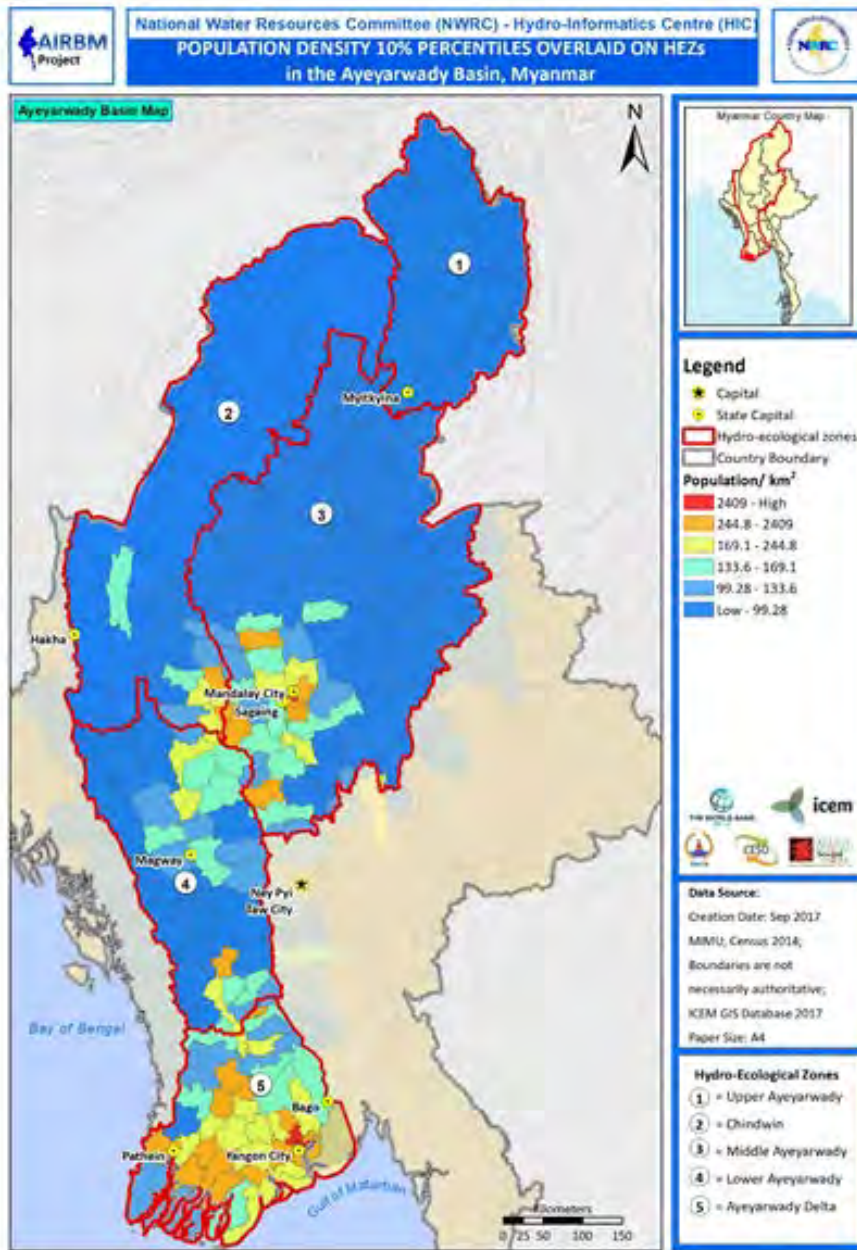 AIRBM
Project
National Water Resources Committee (NWRC) - Hydro-Informatics Centre (HIC)
POPULATION DENSITY 10% PERCENTILES OVERLAID ON HEZs
in the Ayeyarwady Basin, Myanmar
NWRC
Ayeyarwady Basin Map
N
1
2
3
4
5
Myitkyina
Hakha
Mandalay City
Sagaing
Magway
Nay Pyi
Taw City
Bay of Bengal
Bago
Pathein
Yangon City
Gulf of Martaban
Kilometers
0 25 50 100 150
Myanmar Country Map
Legend
Capital
State Capital
Hydro-ecological zones
Country Boundary
Population/ km²
2409 - High
244.8 - 2409
169.1 - 244.8
133.6 - 169.1
99.28 - 133.6
Low - 99.28
THE WORLD BANK
icem
Data Source:
Creation Date: Sep 2017
MIMU; Census 2014;
Boundaries are not
necessarily authoritative;
ICEM GIS Database 2017
Paper Size: A4
Hydro-Ecological Zones
1 = Upper Ayeyarwady
2 = Chindwin
3 = Middle Ayeyarwady
4 = Lower Ayeyarwady
5 = Ayeyarwady Delta